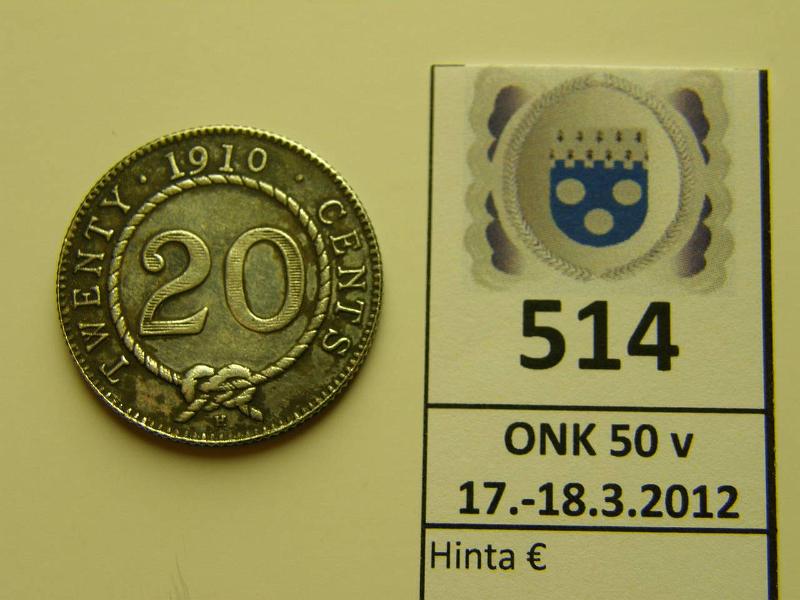 TWENTY · 1910 · CENTS
20
H
514
ONK 50 v
17.-18.3.2012
Hinta €